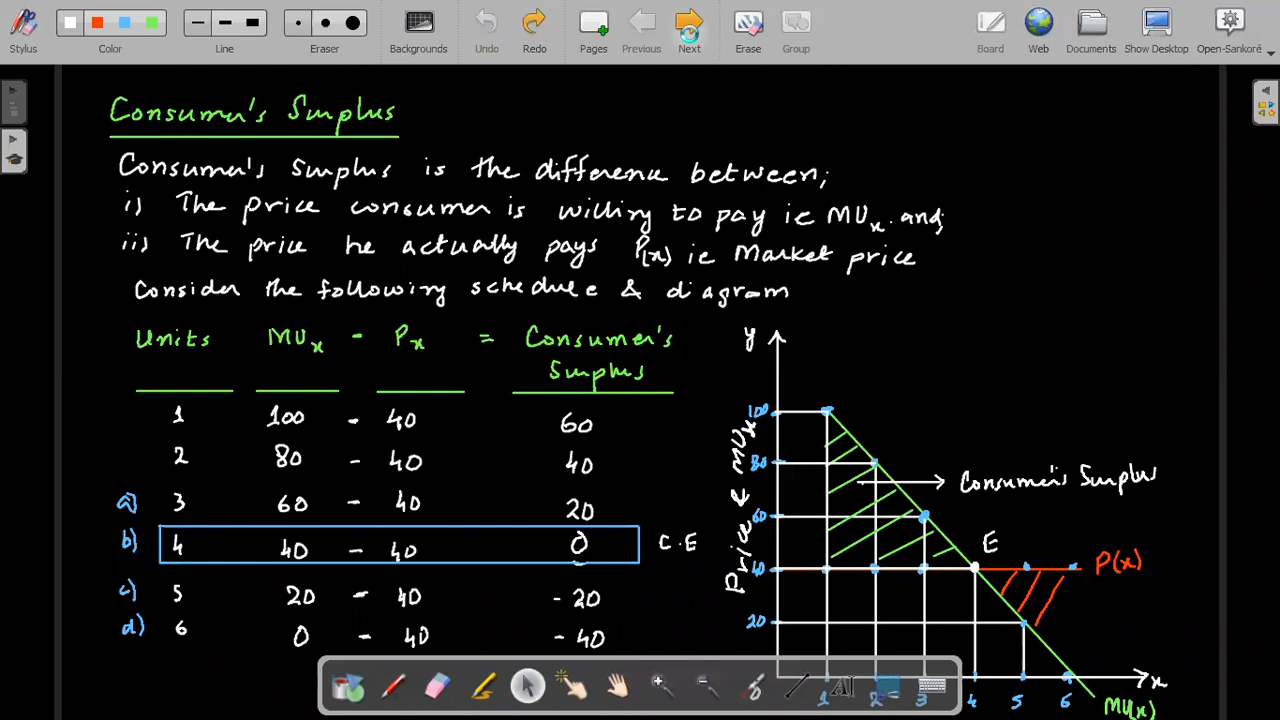 Stylus Color Line Eraser Backgrounds Undo Redo Pages Previous Next Erase Group Board Web Documents Show Desktop Open-Sankoré
Consumer's Surplus
Consumer's Surplus is the difference between;
i) The price consumer is willing to pay ie MUx. and;
ii) The price he actually pays P(x) ie Market price
Consider the following schedule & diagram
Units MUx - Px = Consumer's Surplus
1 100 - 40 60
2 80 - 40 40
a) 3 60 - 40 20
b) 4 40 - 40 0 C.E
c) 5 20 - 40 - 20
d) 6 0 - 40 - 40
y
Price & MUx
100
80
60
40
20
Consumer's Surplus
E
P(x)
x
1 2 3 4 5 6
MU(x)